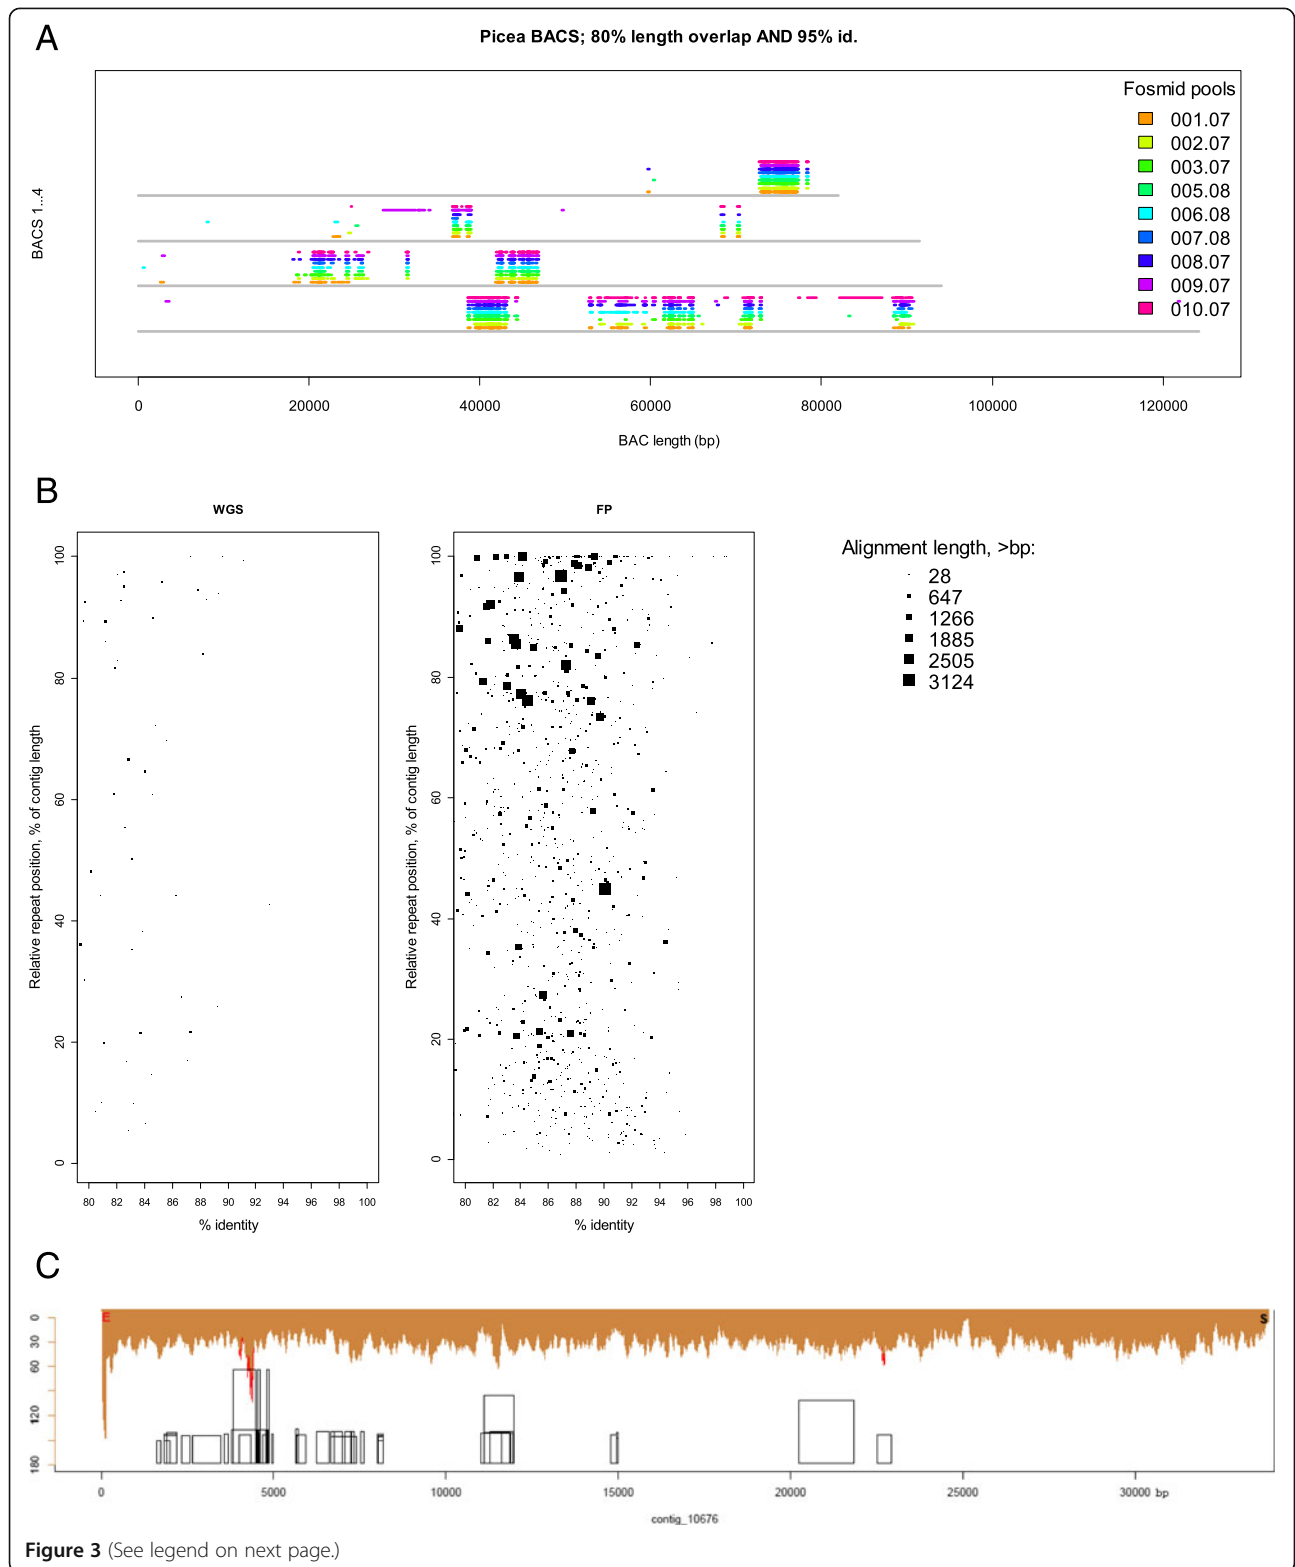 A
Picea BACS; 80% length overlap AND 95% id.
BACS 1...4
Fosmid pools
001.07
002.07
003.07
005.08
006.08
007.08
008.07
009.07
010.07
0 20000 40000 60000 80000 100000 120000
BAC length (bp)
B
WGS
FP
Relative repeat position, % of contig length
100
80
60
40
20
0
80 82 84 86 88 90 92 94 96 98 100
% identity
Relative repeat position, % of contig length
100
80
60
40
20
0
80 82 84 86 88 90 92 94 96 98 100
% identity
Alignment length, >bp:
28
647
1266
1885
2505
3124
C
E
S
0
30
60
120
180
0 5000 10000 15000 20000 25000 30000 bp
contig_10676
Figure 3 (See legend on next page.)